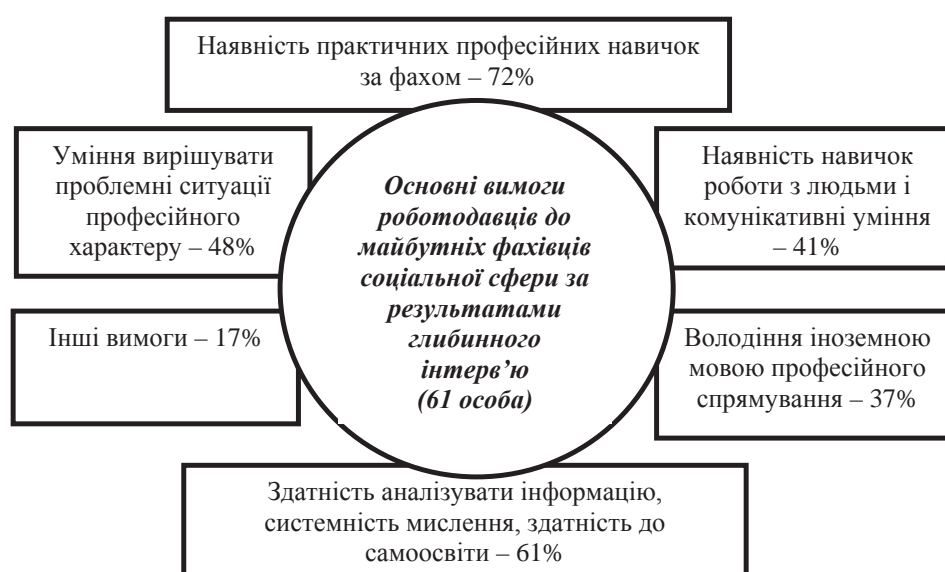 Наявність практичних професійних навичок
за фахом – 72%
Уміння вирішувати
проблемні ситуації
професійного
характеру – 48%
Основні вимоги
роботодавців до
майбутніх фахівців
соціальної сфери за
результатами
глибинного
інтерв’ю
(61 особа)
Наявність навичок
роботи з людьми і
комунікативні уміння
– 41%
Інші вимоги – 17%
Володіння іноземною
мовою професійного
спрямування – 37%
Здатність аналізувати інформацію,
системність мислення, здатність до
самоосвіти – 61%